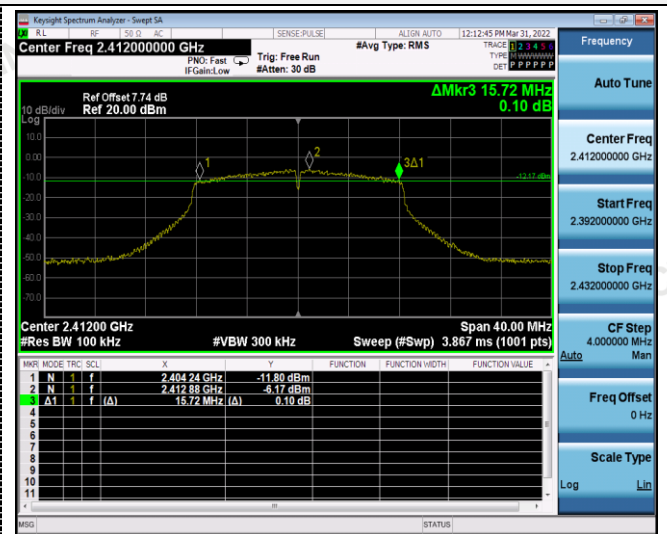 Keysight Spectrum Analyzer - Swept SA
RL RF 50 Ω AC SENSE:PULSE ALIGN AUTO 12:12:45 PM Mar 31, 2022
Center Freq 2.412000000 GHz #Avg Type: RMS TRACE 1 2 3 4 5 6
PNO: Fast Trig: Free Run TYPE M WWWWW
IFGain:Low #Atten: 30 dB DET P P P P P P
Frequency
Auto Tune
Center Freq
2.412000000 GHz
Start Freq
2.392000000 GHz
Stop Freq
2.432000000 GHz
CF Step
4.000000 MHz
Auto Man
Freq Offset
0 Hz
Scale Type
Log Lin
ΔMkr3 15.72 MHz
0.10 dB
Ref Offset 7.74 dB
10 dB/div Ref 20.00 dBm
Log
10.0
0.00
-10.0
-20.0
-30.0
-40.0
-50.0
-60.0
-70.0
1
2
3Δ1
-12.17 dBm
Center 2.41200 GHz Span 40.00 MHz
#Res BW 100 kHz #VBW 300 kHz Sweep (#Swp) 3.867 ms (1001 pts)
MKR MODE TRC SCL X Y FUNCTION FUNCTION WIDTH FUNCTION VALUE
1 N 1 f 2.404 24 GHz -11.80 dBm
2 N 1 f 2.412 88 GHz -6.17 dBm
3 Δ1 1 f (Δ) 15.72 MHz (Δ) 0.10 dB
4
5
6
7
8
9
10
11
MSG STATUS